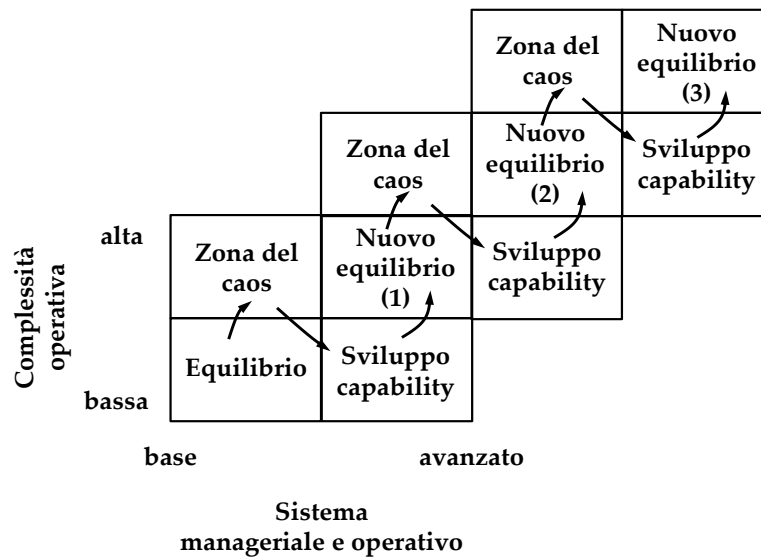 Zona del
caos
Nuovo
equilibrio
(3)
Zona del
caos
Nuovo
equilibrio
(2)
Sviluppo
capability
alta
Zona del
caos
Nuovo
equilibrio
(1)
Sviluppo
capability
Complessità
operativa
Equilibrio
Sviluppo
capability
bassa
base
avanzato
Sistema
manageriale e operativo